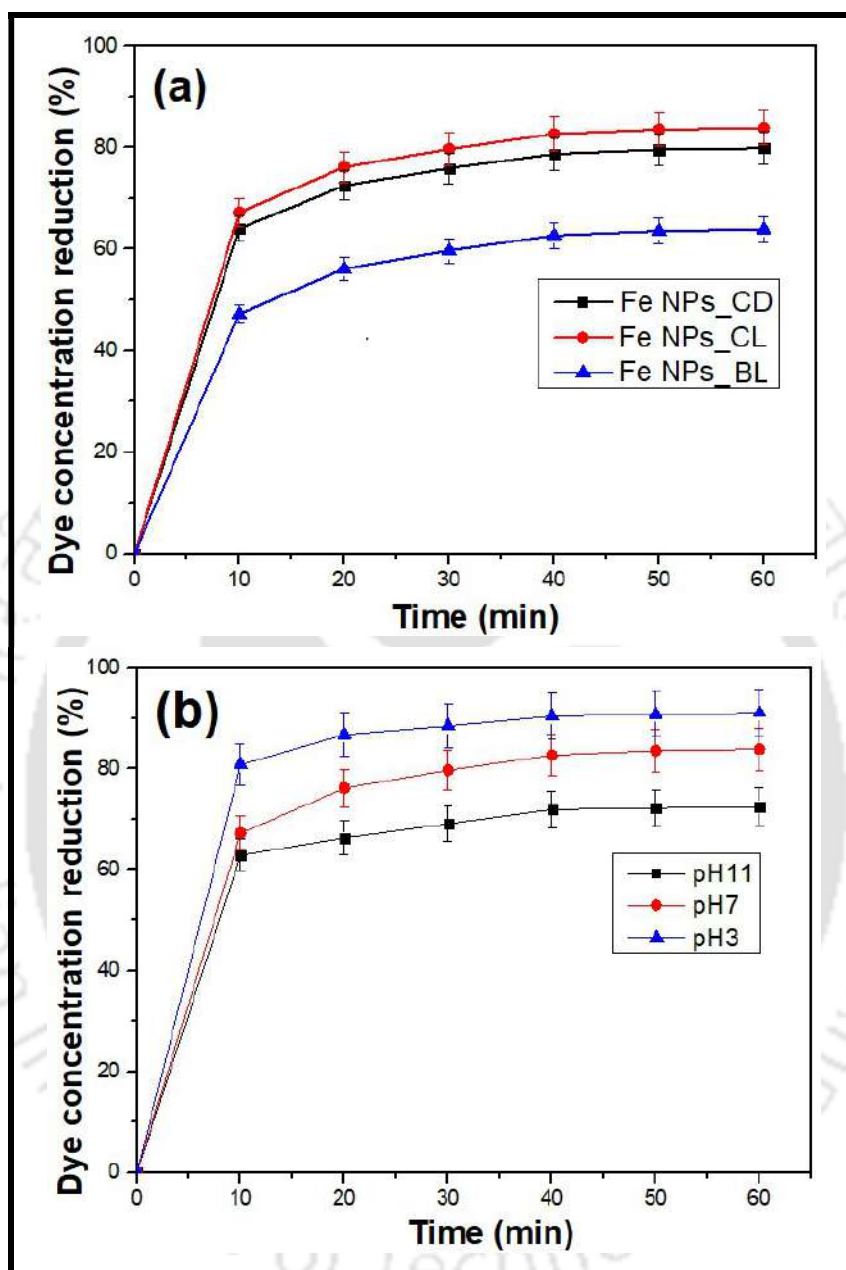 (a)
Dye concentration reduction (%)
100
80
60
40
20
0
Fe NPs_CD
Fe NPs_CL
Fe NPs_BL
0 10 20 30 40 50 60
Time (min)
(b)
Dye concentration reduction (%)
100
80
60
40
20
0
pH11
pH7
pH3
0 10 20 30 40 50 60
Time (min)
of Techno